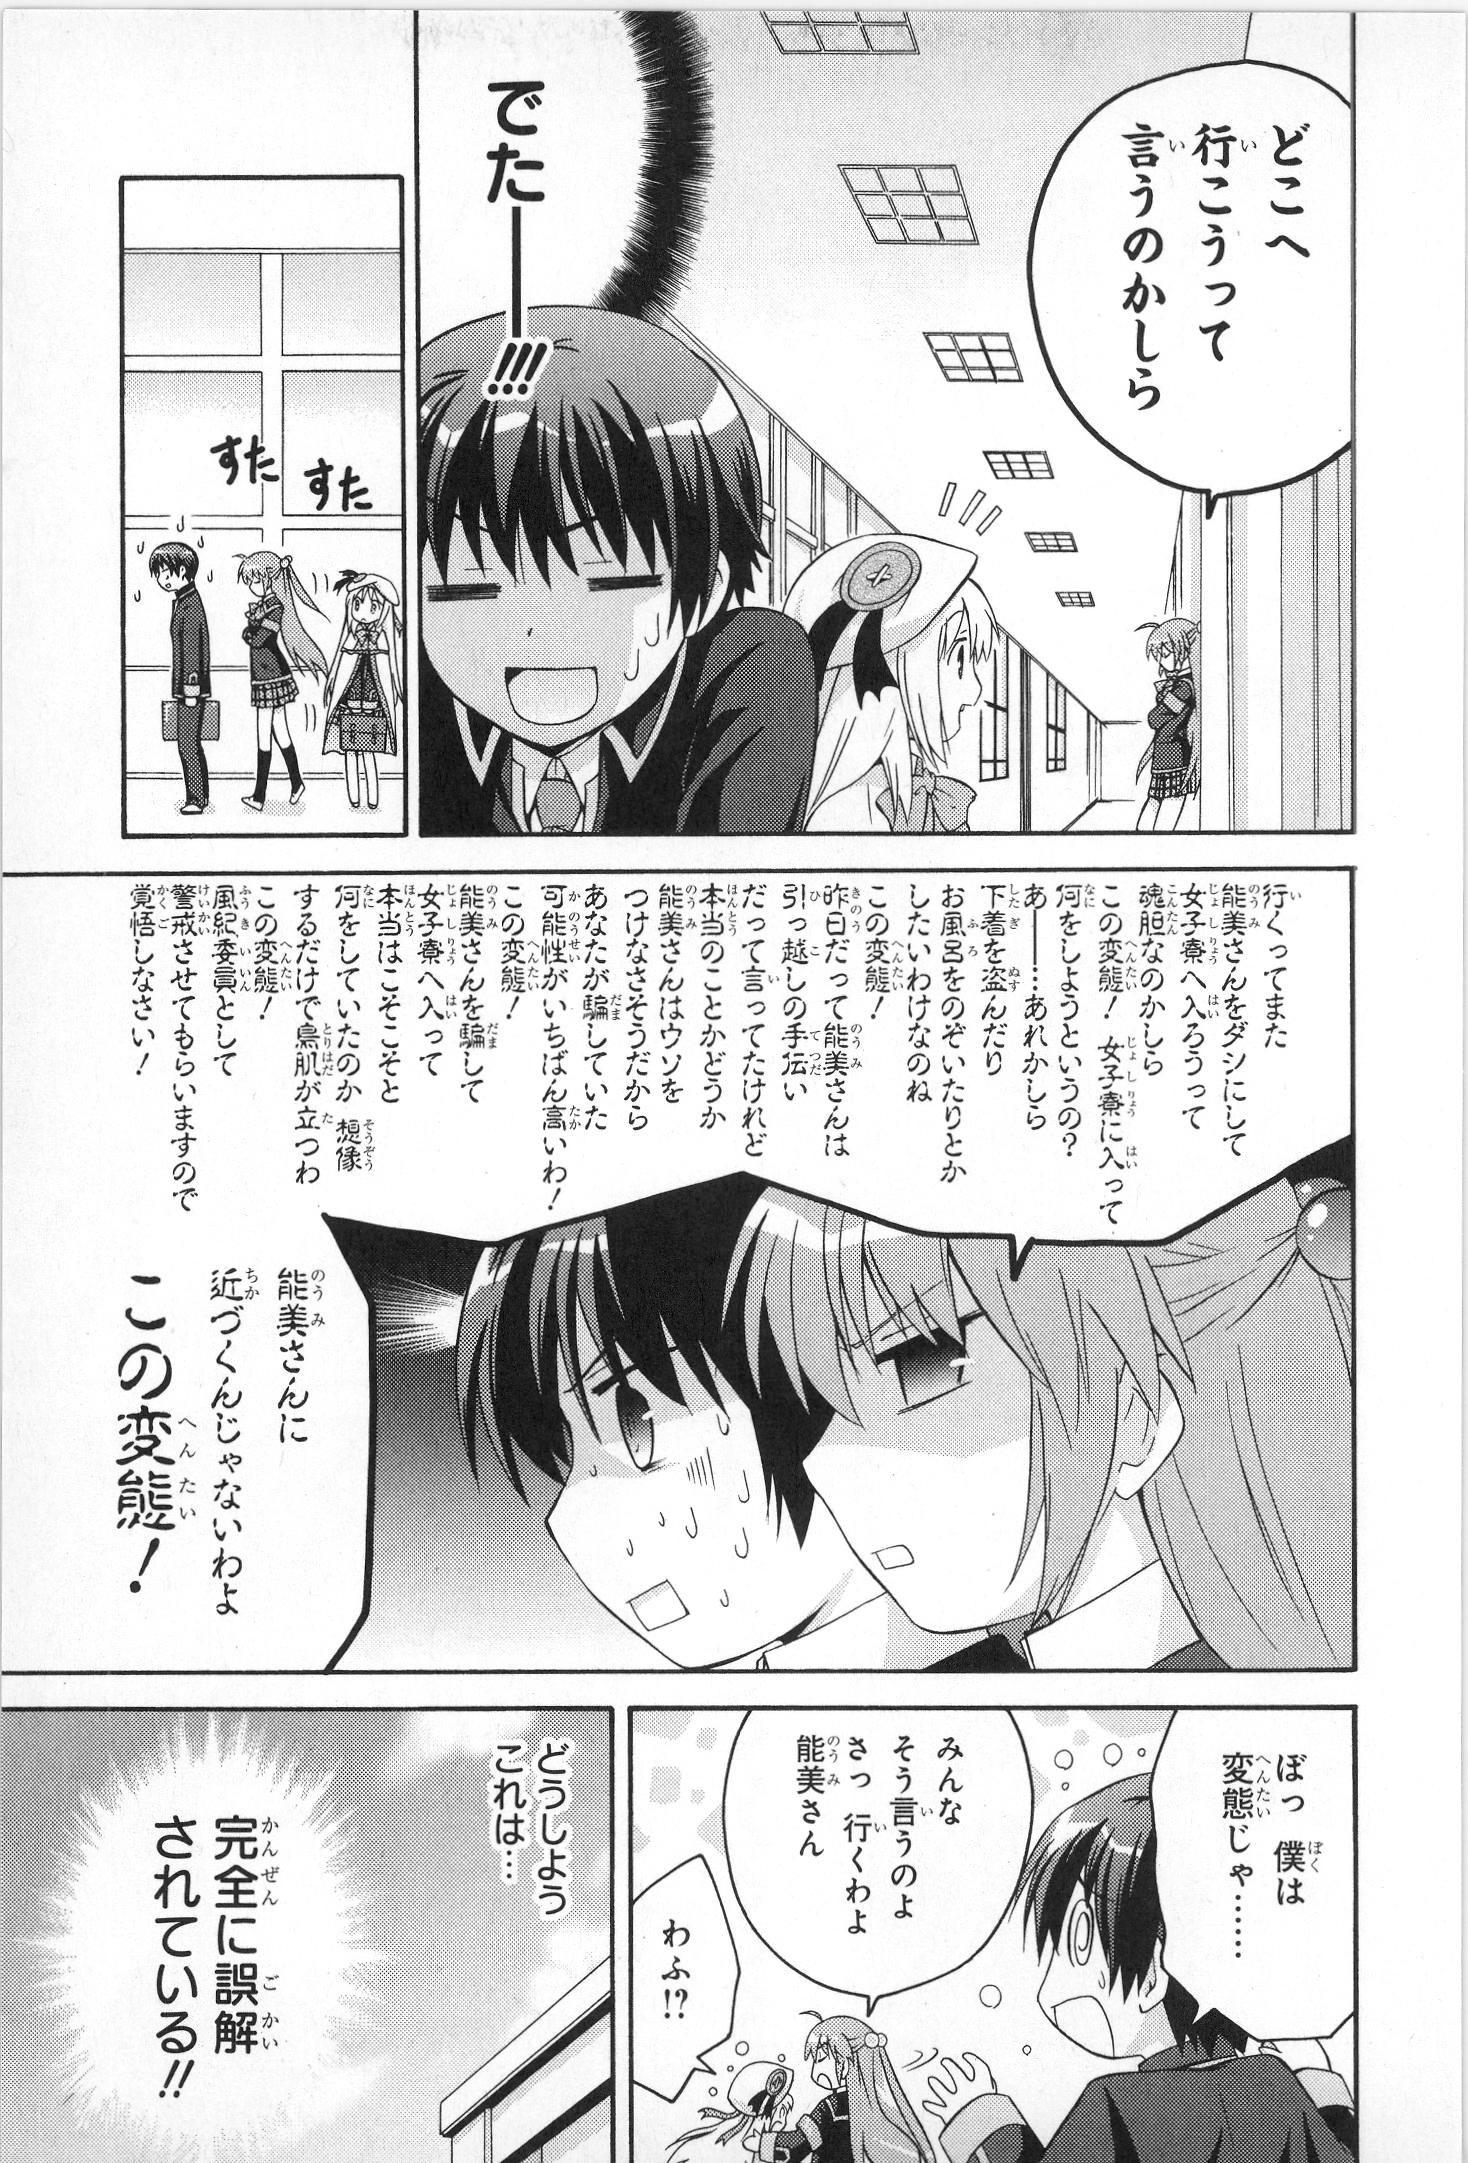 どこへ
行こうって
言うのかしら
でた――!!!!
すた
すた
行くってまた
能美さんをダシにして
女子寮へ入ろうって
魂胆なのかしら
この変態！女子寮に入って
何をしようというの？
あ――……あれかしら
下着を盗んだり
お風呂をのぞいたりとか
したいわけなのね
この変態！
昨日だって能美さんは
引っ越しの手伝い
だって言ってたけれど
本当のことかどうか
能美さんはウソを
つけなさそうだから
あなたが騙していた
可能性がいちばん高いわ！
この変態！
能美さんを騙して
女子寮へ入って
本当はこそこそと
何をしていたのか 想像
するだけで鳥肌が立つわ
この変態！
風紀委員として
警戒させてもらいますので
覚悟しなさい！
能美さんに
近づくんじゃないわよ
この変態！
ぼっ 僕は
変態じゃ……
みんな
そう言うのよ
さっ 行くわよ
能美さん
わふ!?
どうしよう
これは…
完全に誤解
されている!!